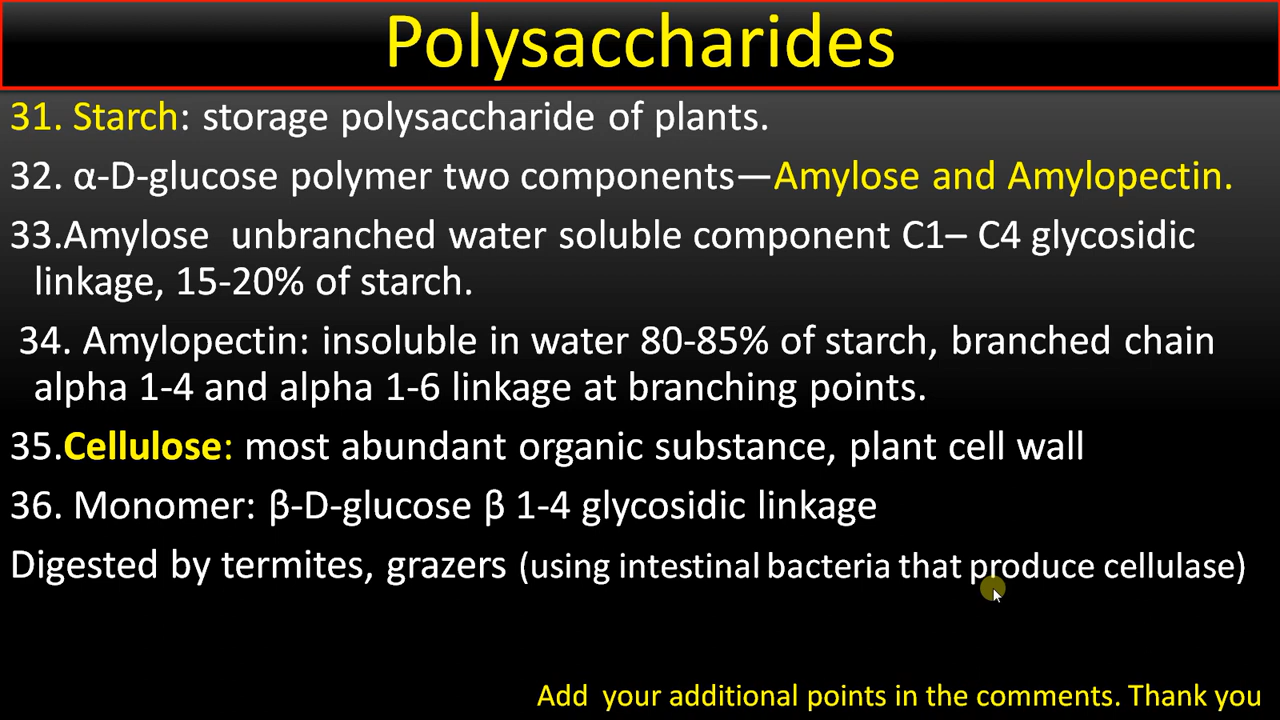 Polysaccharides
31. Starch: storage polysaccharide of plants.
32. α-D-glucose polymer two components—Amylose and Amylopectin.
33.Amylose unbranched water soluble component C1– C4 glycosidic
linkage, 15-20% of starch.
34. Amylopectin: insoluble in water 80-85% of starch, branched chain
alpha 1-4 and alpha 1-6 linkage at branching points.
35.Cellulose: most abundant organic substance, plant cell wall
36. Monomer: β-D-glucose β 1-4 glycosidic linkage
Digested by termites, grazers (using intestinal bacteria that produce cellulase)
Add your additional points in the comments. Thank you